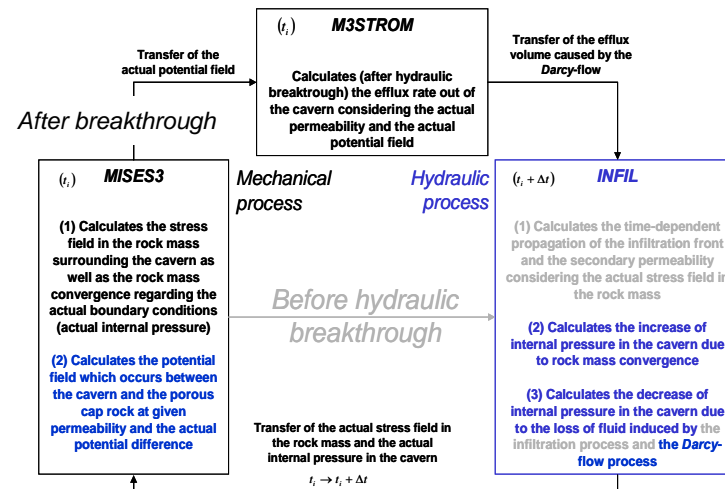 (t_i) M3STROM
Calculates (after hydraulic
breaktrough) the efflux rate out of
the cavern considering the actual
permeability and the actual
potential field
Transfer of the
actual potential field
Transfer of the efflux
volume caused by the
Darcy-flow
After breakthrough
(t_i) MISES3
(1) Calculates the stress
field in the rock mass
surrounding the cavern as
well as the rock mass
convergence regarding the
actual boundary conditions
(actual internal pressure)
(2) Calculates the potential
field which occurs between
the cavern and the porous
cap rock at given
permeability and the actual
potential difference
Mechanical
process
Hydraulic
process
Before hydraulic
breakthrough
Transfer of the actual stress field in
the rock mass and the actual
internal pressure in the cavern
t_i → t_i + Δt
(t_i + Δt) INFIL
(1) Calculates the time-dependent
propagation of the infiltration front
and the secondary permeability
considering the actual stress field in
the rock mass
(2) Calculates the increase of
internal pressure in the cavern due
to rock mass convergence
(3) Calculates the decrease of
internal pressure in the cavern due
to the loss of fluid induced by the
infiltration process and the Darcy-
flow process